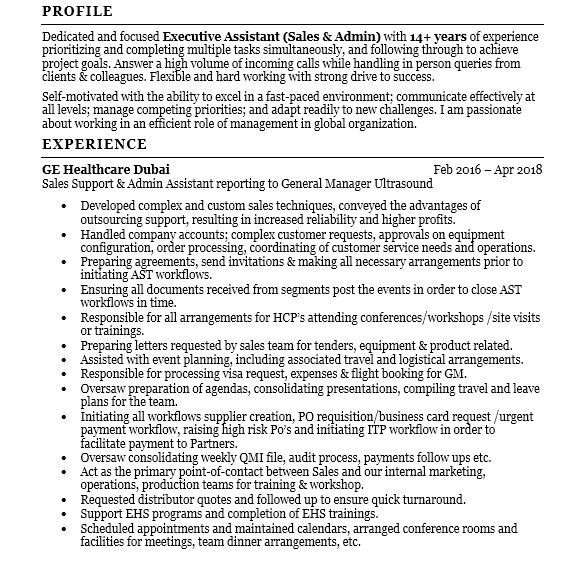 PROFILE
Dedicated and focused Executive Assistant (Sales & Admin) with 14+ years of experience
prioritizing and completing multiple tasks simultaneously, and following through to achieve
project goals. Answer a high volume of incoming calls while handling in person queries from
clients & colleagues. Flexible and hard working with strong drive to success.
Self-motivated with the ability to excel in a fast-paced environment; communicate effectively at
all levels; manage competing priorities; and adapt readily to new challenges. I am passionate
about working in an efficient role of management in global organization.
EXPERIENCE
GE Healthcare Dubai Feb 2016 – Apr 2018
Sales Support & Admin Assistant reporting to General Manager Ultrasound
• Developed complex and custom sales techniques, conveyed the advantages of
outsourcing support, resulting in increased reliability and higher profits.
• Handled company accounts; complex customer requests, approvals on equipment
configuration, order processing, coordinating of customer service needs and operations.
• Preparing agreements, send invitations & making all necessary arrangements prior to
initiating AST workflows.
• Ensuring all documents received from segments post the events in order to close AST
workflows in time.
• Responsible for all arrangements for HCP's attending conferences/workshops /site visits
or trainings.
• Preparing letters requested by sales team for tenders, equipment & product related.
• Assisted with event planning, including associated travel and logistical arrangements.
• Responsible for processing visa request, expenses & flight booking for GM.
• Oversaw preparation of agendas, consolidating presentations, compiling travel and leave
plans for the team.
• Initiating all workflows supplier creation, PO requisition/business card request /urgent
payment workflow, raising high risk Po's and initiating ITP workflow in order to
facilitate payment to Partners.
• Oversaw consolidating weekly QMI file, audit process, payments follow ups etc.
• Act as the primary point-of-contact between Sales and our internal marketing,
operations, production teams for training & workshop.
• Requested distributor quotes and followed up to ensure quick turnaround.
• Support EHS programs and completion of EHS trainings.
• Scheduled appointments and maintained calendars, arranged conference rooms and
facilities for meetings, team dinner arrangements, etc.